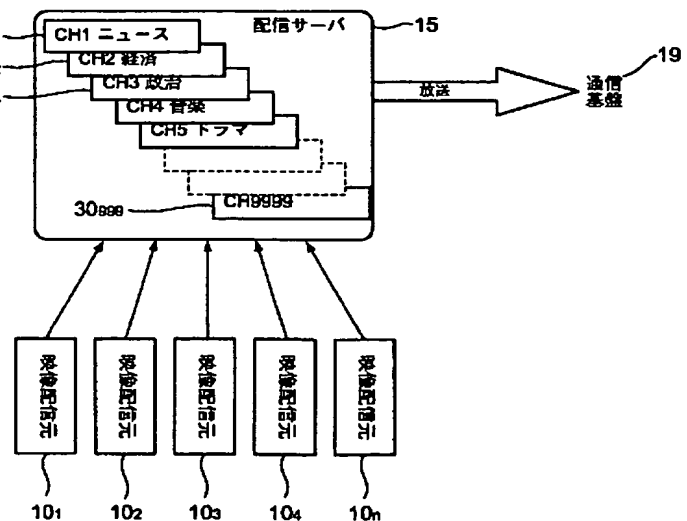 配信サーバ
15
CH1 ニュース
CH2 経済
CH3 政治
CH4 音楽
CH5 ドラマ
CH9999
30999
放送
通信
基盤
19
映像配信元
映像配信元
映像配信元
映像配信元
映像配信元
101
102
103
104
10n